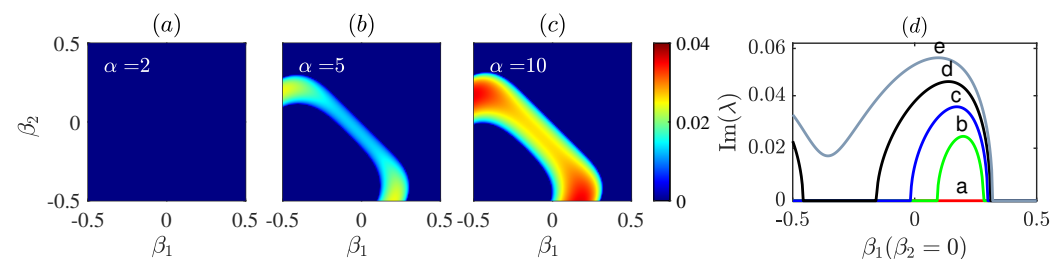 (a) (b) (c) (d)
0.5 0.04 0.06
α =2 α =5 α =10 e
d
0.04
c
β₂ 0 0.02 Im(λ) b
0.02
a
-0.5 0 0
-0.5 0 0.5 -0.5 0 0.5 -0.5 0 0.5 -0.5 0 0.5
β₁ β₁ β₁ β₁(β₂ = 0)